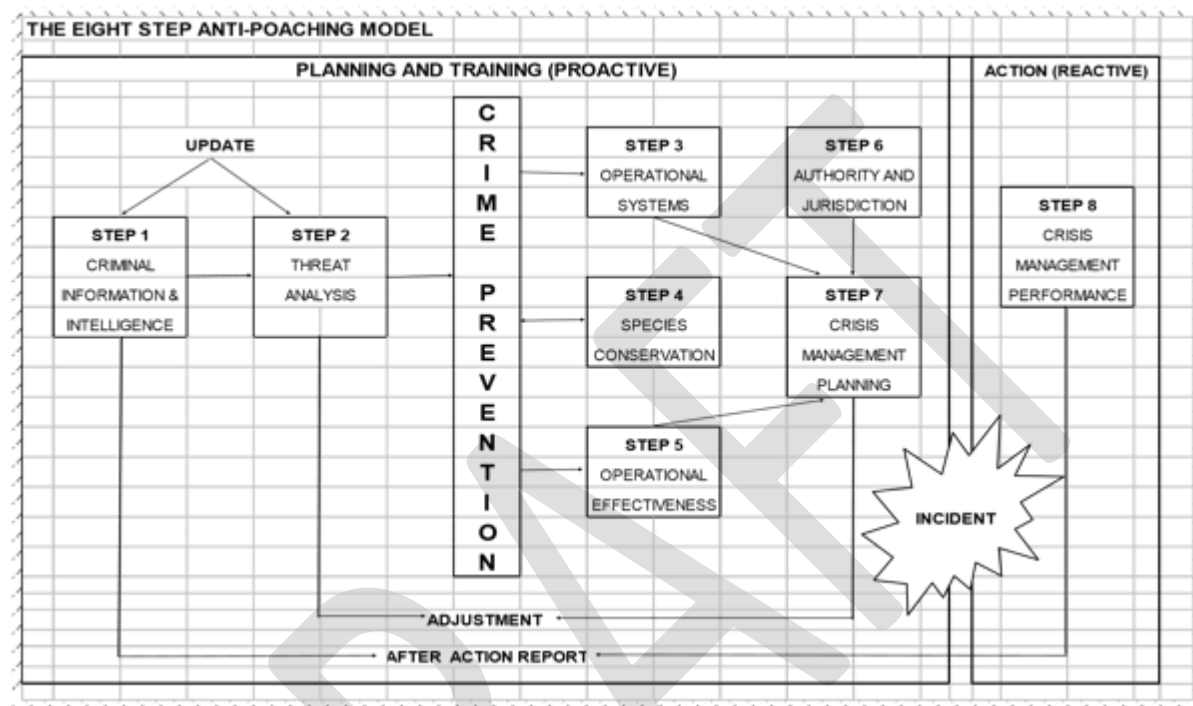 THE EIGHT STEP ANTI-POACHING MODEL
PLANNING AND TRAINING (PROACTIVE)
ACTION (REACTIVE)
UPDATE
STEP 1
CRIMINAL
INFORMATION &
INTELLIGENCE
STEP 2
THREAT
ANALYSIS
CRIME PREVENTION
STEP 3
OPERATIONAL
SYSTEMS
STEP 4
SPECIES
CONSERVATION
STEP 5
OPERATIONAL
EFFECTIVENESS
STEP 6
AUTHORITY AND
JURISDICTION
STEP 7
CRISIS
MANAGEMENT
PLANNING
STEP 8
CRISIS
MANAGEMENT
PERFORMANCE
INCIDENT
ADJUSTMENT
AFTER ACTION REPORT
DRAFT